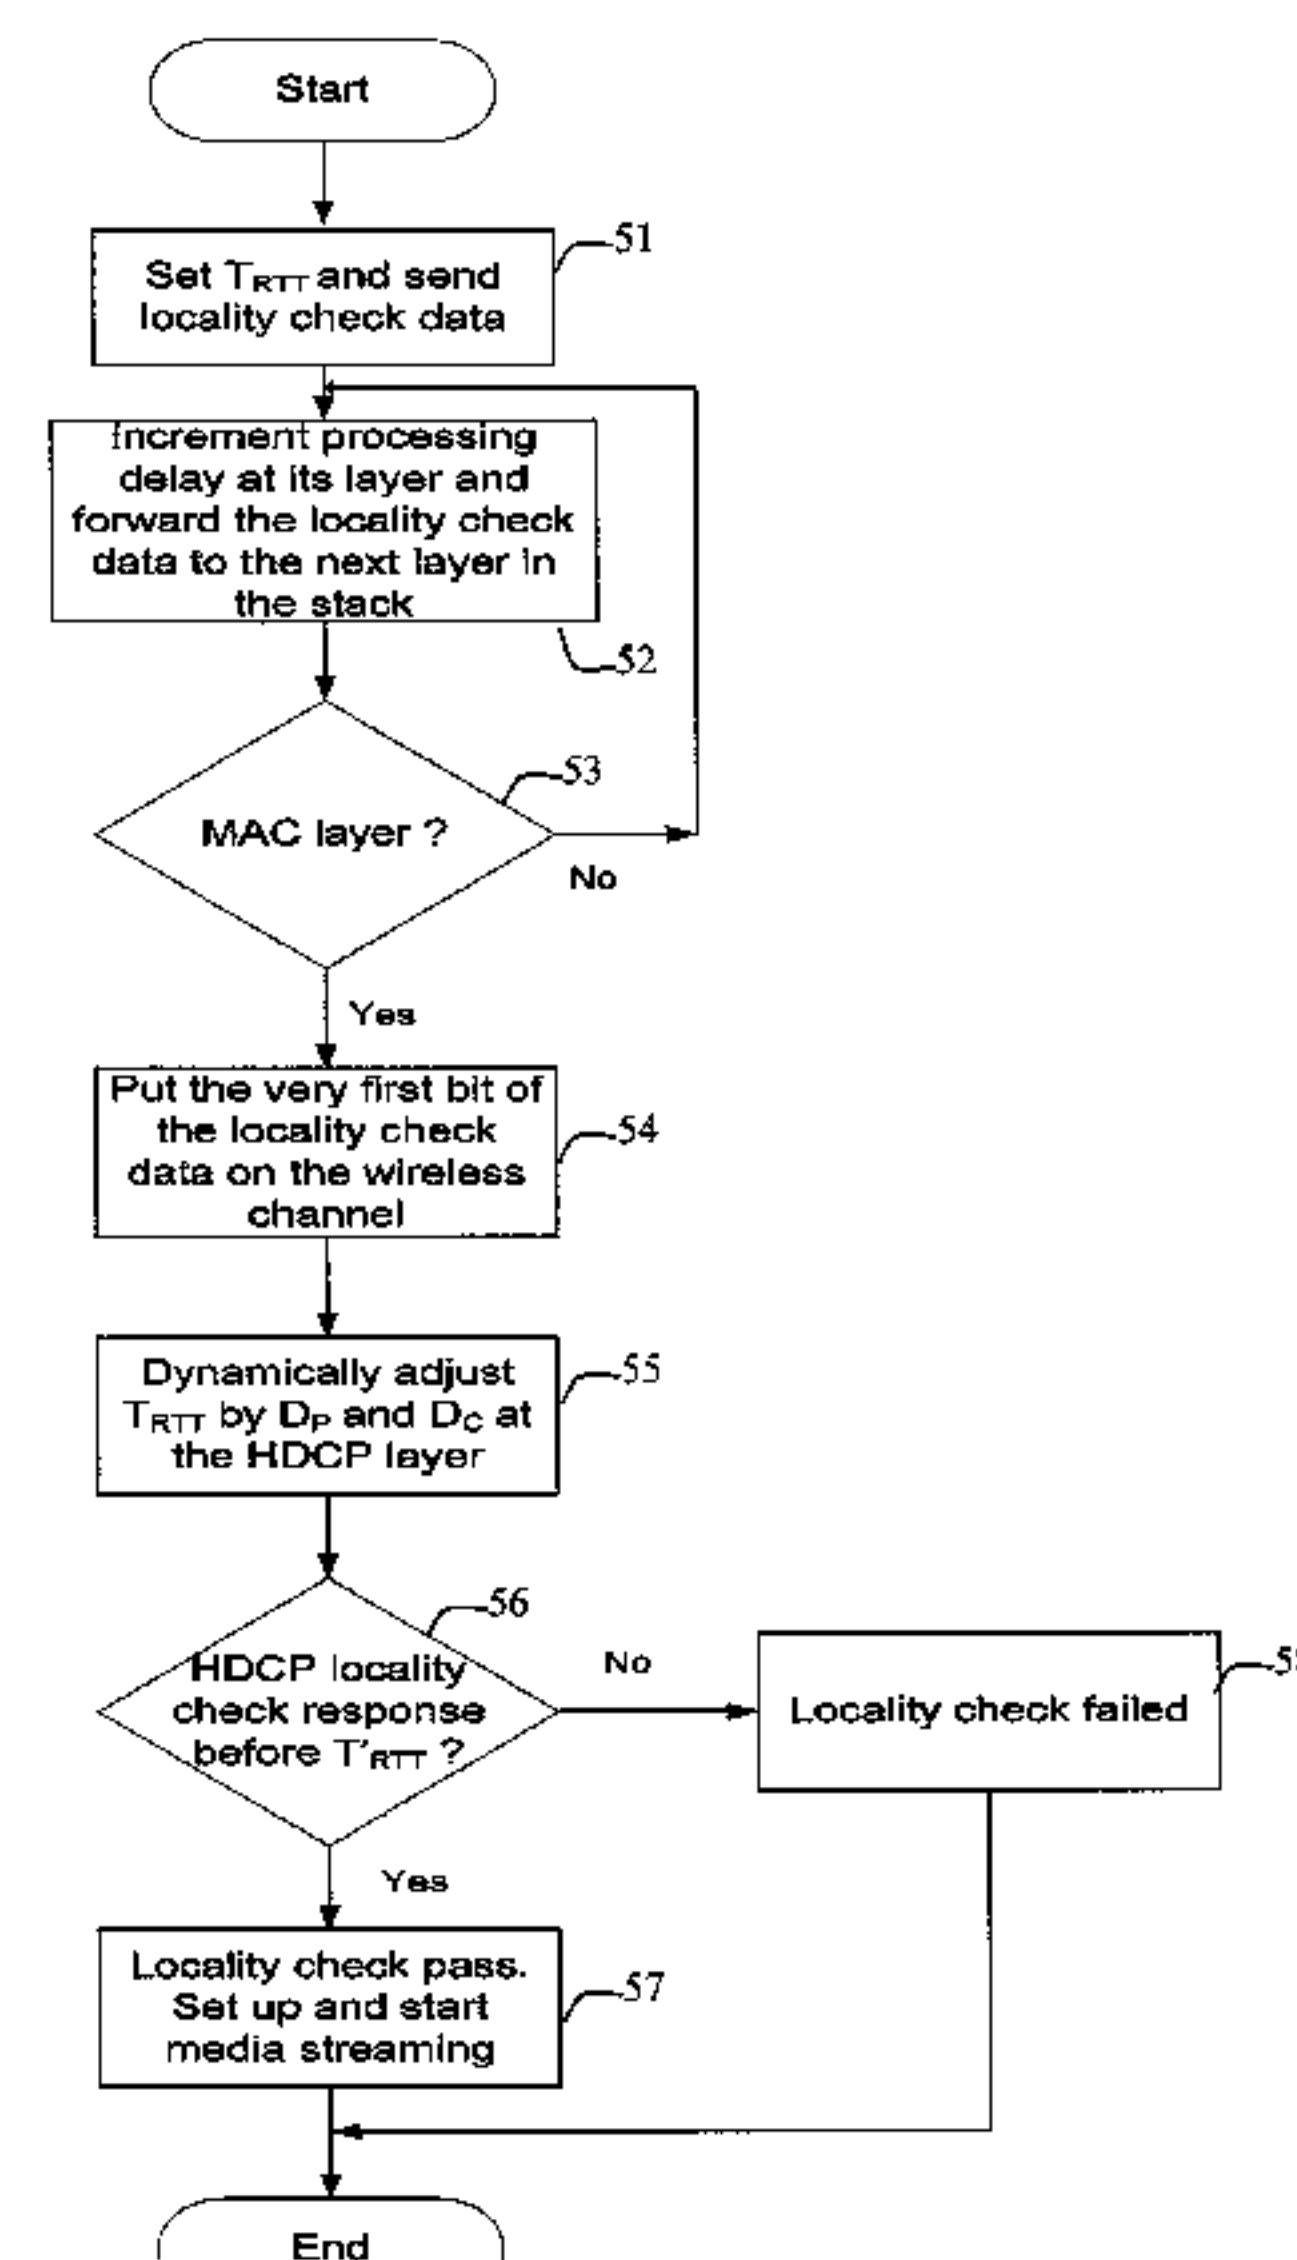 Start
51
Set TRTT and send
locality check data
Increment processing
delay at its layer and
forward the locality check
data to the next layer in
the stack
52
53
MAC layer ?
No
Yes
Put the very first bit of
the locality check
data on the wireless
channel
54
Dynamically adjust
TRTT by DP and DC at
the HDCP layer
55
56
HDCP locality
check response
before T'RTT ?
No
Locality check failed
Yes
Locality check pass.
Set up and start
media streaming
57
End